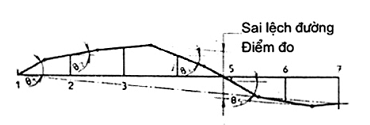 Sai lệch đường
Điểm đo
1 2 3 5 6 7